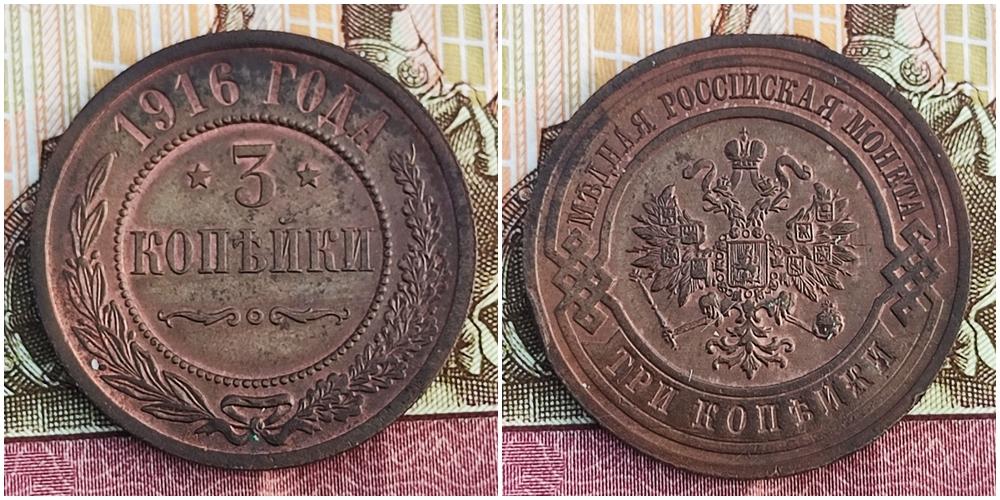 1916 ГОДА
3
КОПѢЙКИ
МѢДНАЯ РОССІЙСКАЯ МОНЕТА
ТРИ КОПѢЙКИ